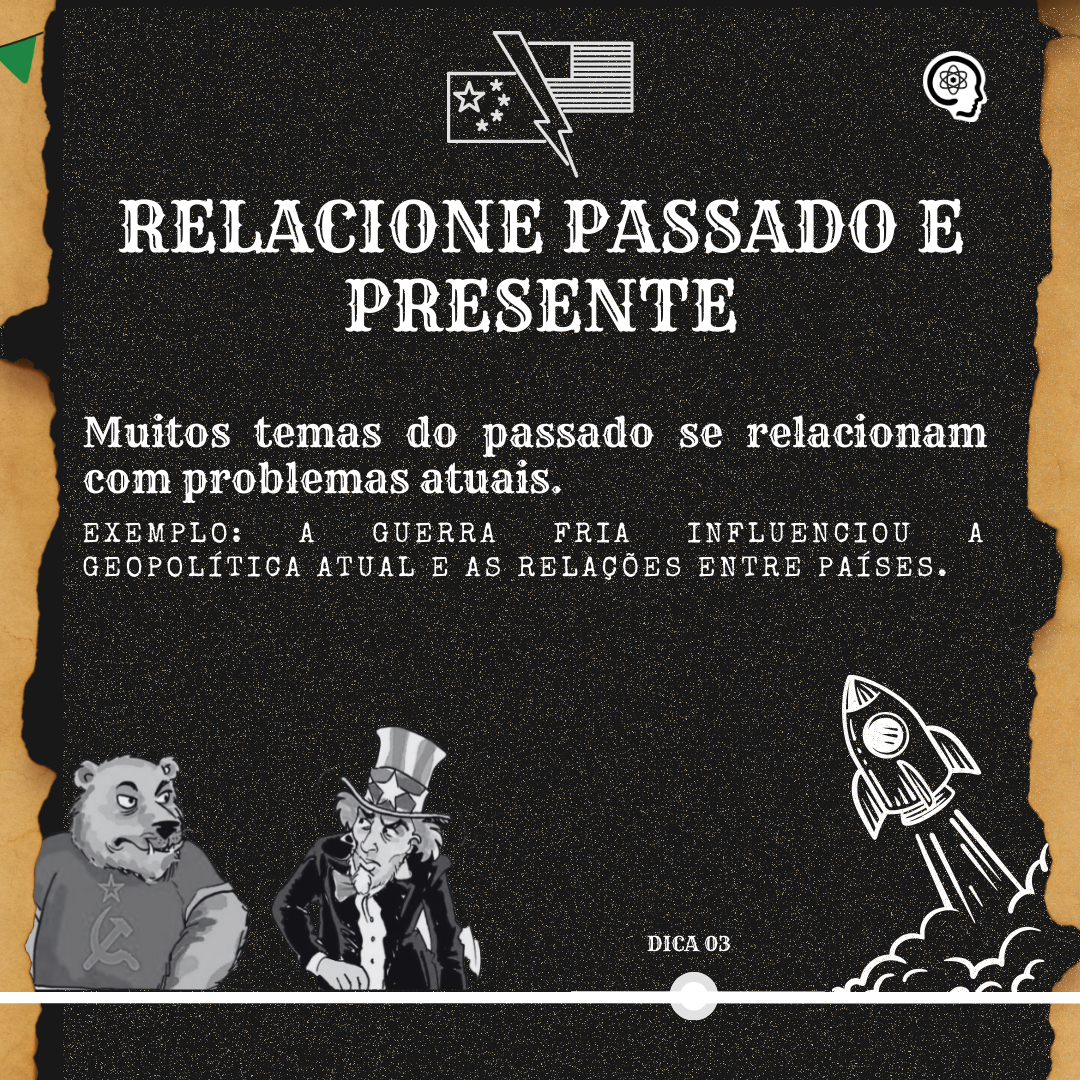 RELACIONE PASSADO E
PRESENTE
Muitos temas do passado se relacionam
com problemas atuais.
EXEMPLO: A GUERRA FRIA INFLUENCIOU A
GEOPOLÍTICA ATUAL E AS RELAÇÕES ENTRE PAÍSES.
DICA 03